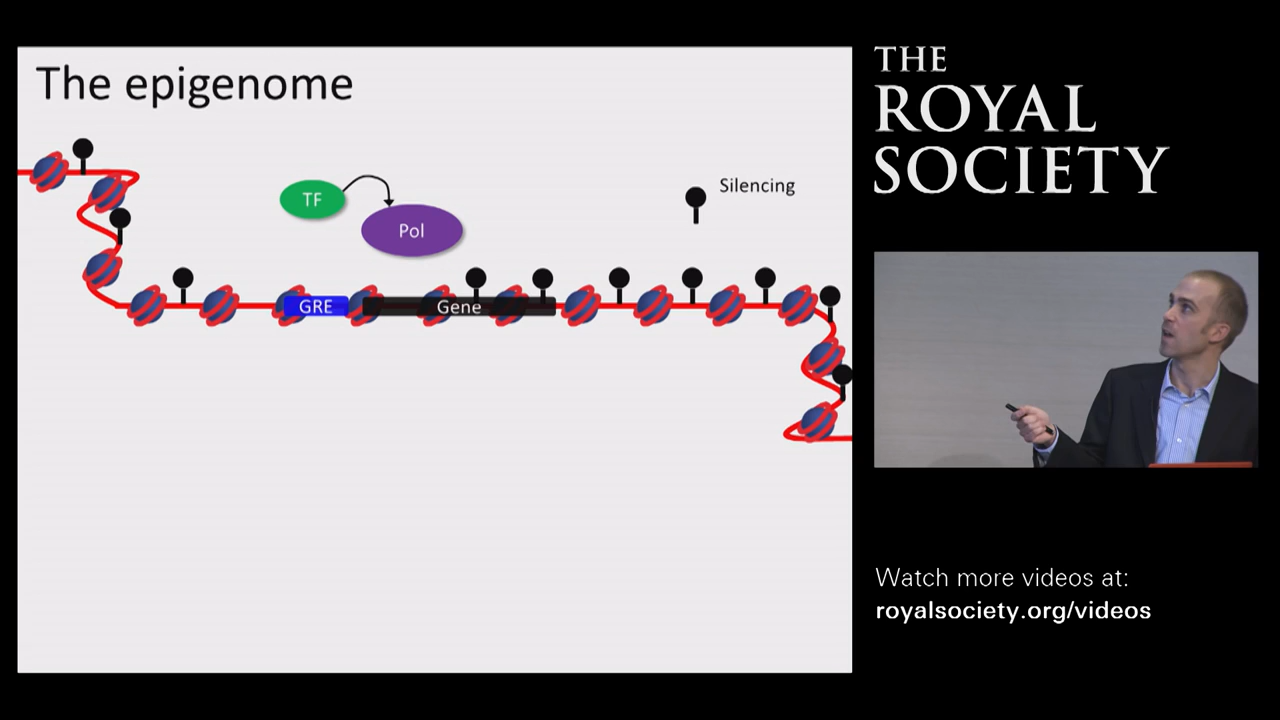 The epigenome
TF
Pol
Silencing
GRE
Gene
THE
ROYAL
SOCIETY
Watch more videos at:
royalsociety.org/videos